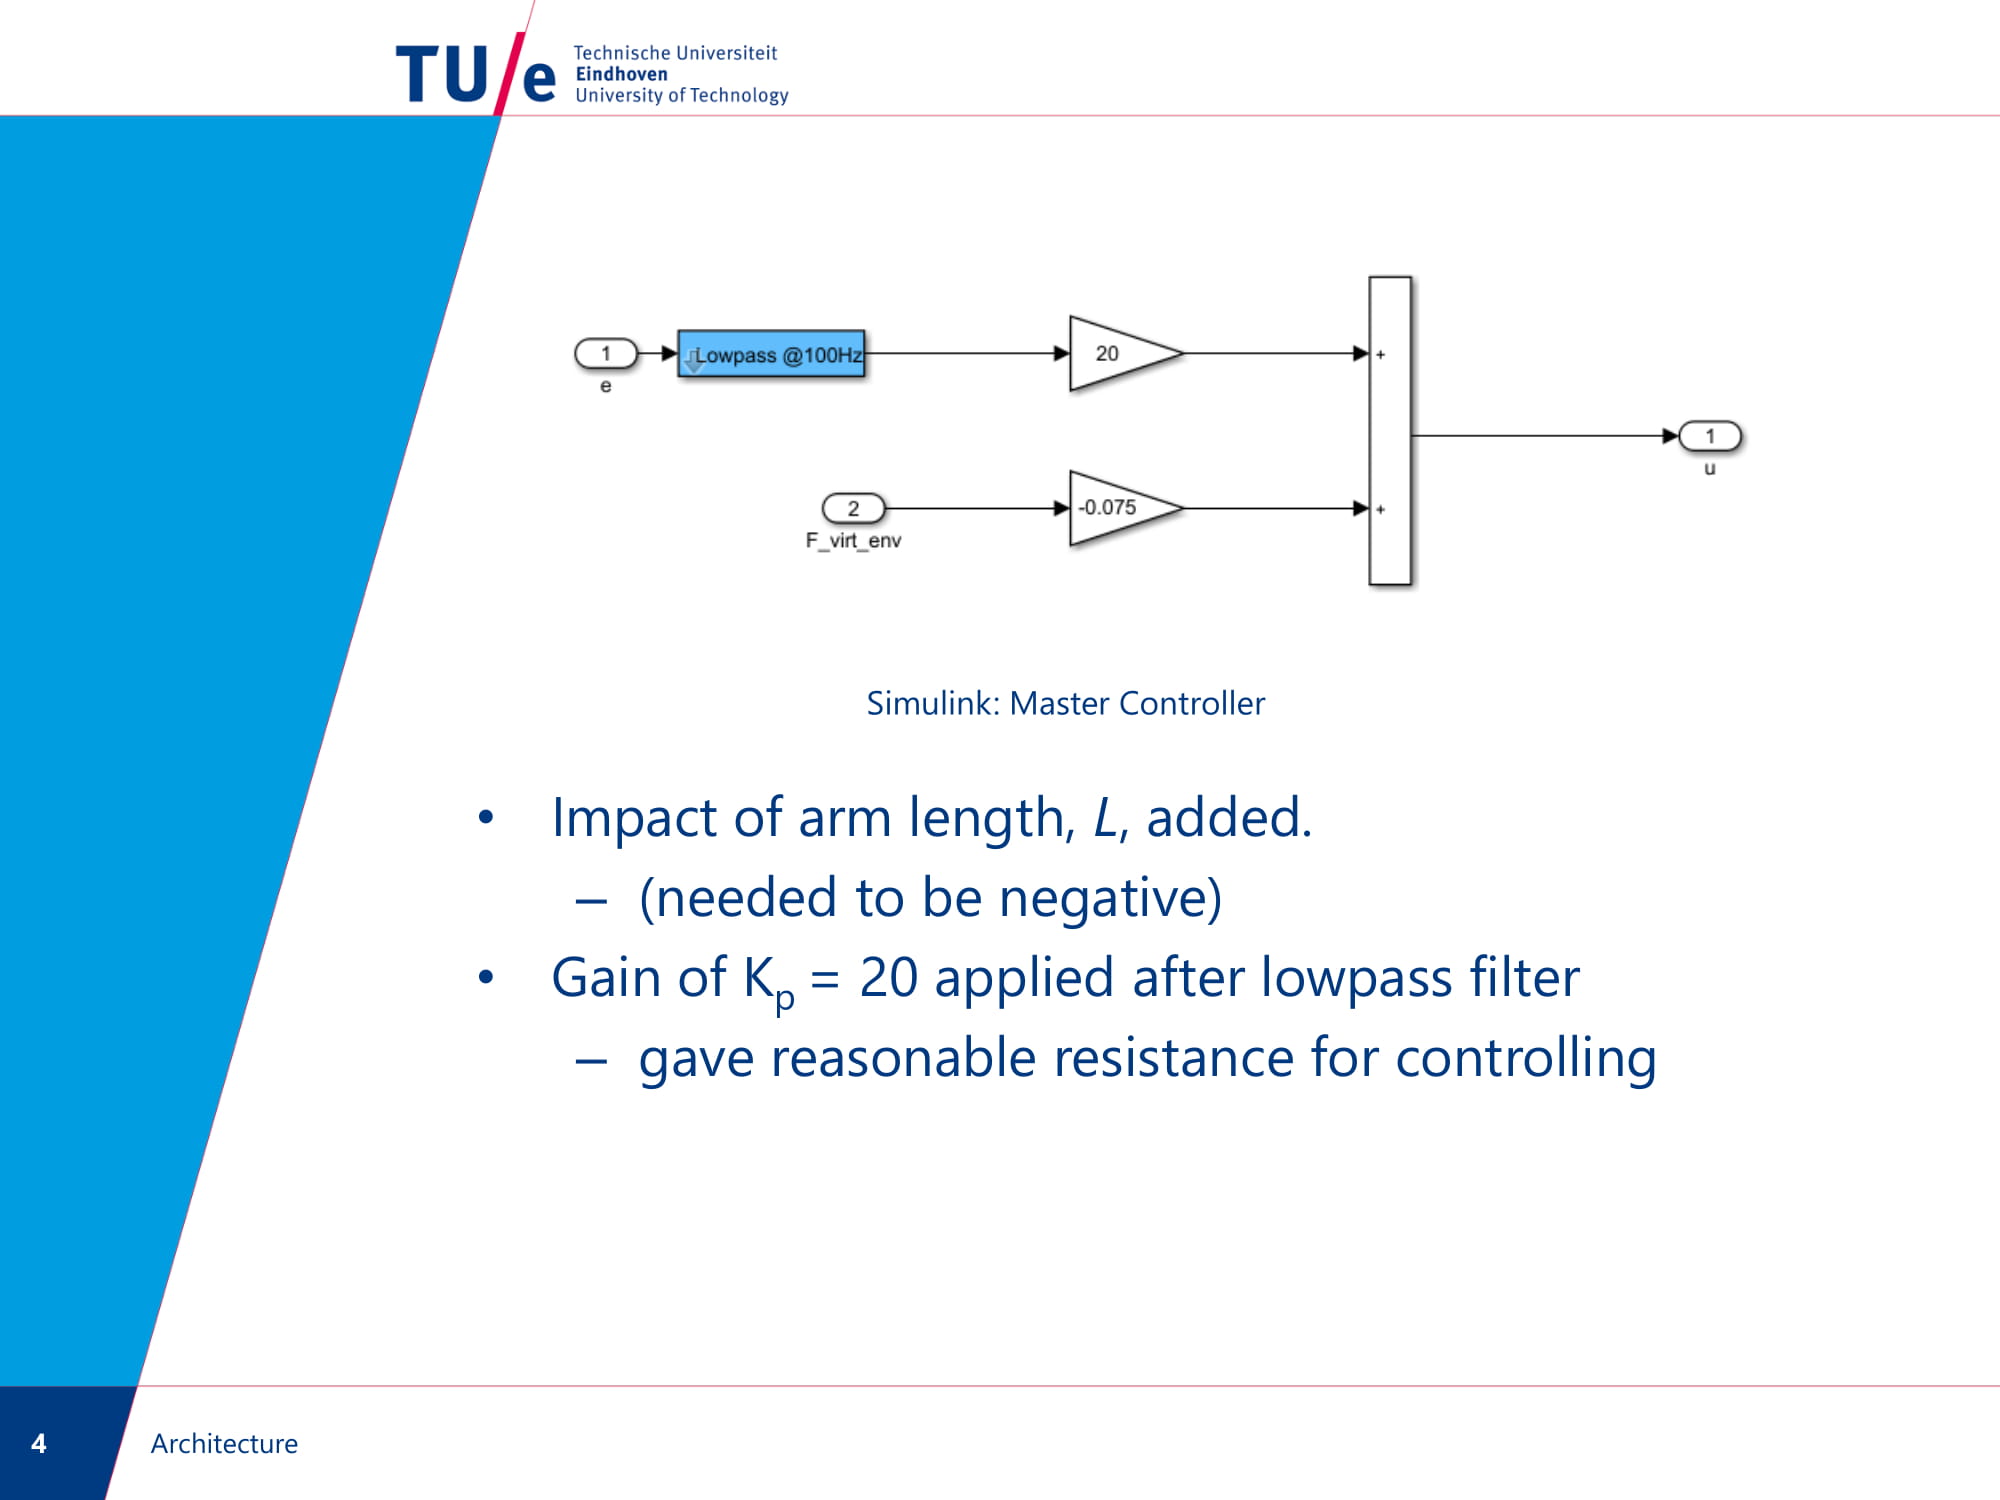 TU/e
Technische Universiteit
Eindhoven
University of Technology
1
e
Lowpass @100Hz
20
+
2
F_virt_env
-0.075
+
1
u
Simulink: Master Controller
• Impact of arm length, L, added.
– (needed to be negative)
• Gain of Kp = 20 applied after lowpass filter
– gave reasonable resistance for controlling
4
Architecture